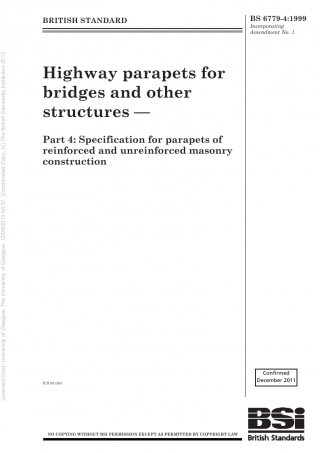 BRITISH STANDARD
BS 6779-4:1999
Incorporating
Amendment No. 1
Highway parapets for
bridges and other
structures —
Part 4: Specification for parapets of
reinforced and unreinforced masonry
construction
Confirmed
December 2011
NO COPYING WITHOUT BSI PERMISSION EXCEPT AS PERMITTED BY COPYRIGHT LAW
BSi
British Standards